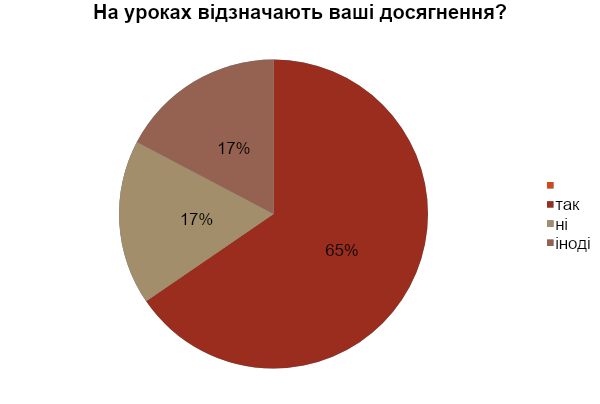 На уроках відзначають ваші досягнення?
17%
17%
65%
так
ні
іноді